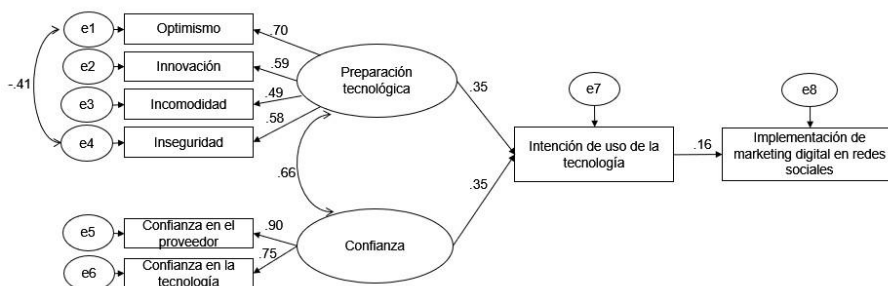 e1
Optimismo
.70
e2
Innovación
.59
Preparación
tecnológica
-.41
e3
Incomodidad
.49
.35
e7
e8
e4
Inseguridad
.58
Intención de uso de la
tecnología
.16
Implementación de
marketing digital en redes
sociales
.66
.35
e5
Confianza en el
proveedor
.90
Confianza
e6
Confianza en la
tecnología
.75